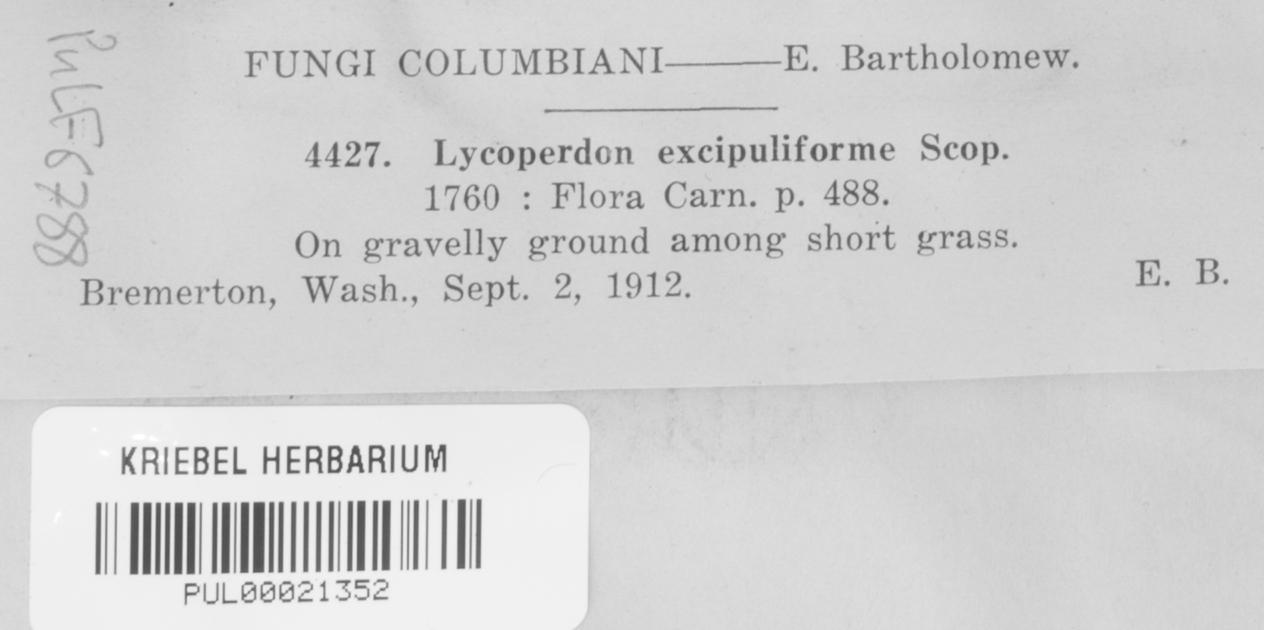 PulF6788
FUNGI COLUMBIANI———E. Bartholomew.
4427. Lycoperdon excipuliforme Scop.
1760 : Flora Carn. p. 488.
On gravelly ground among short grass.
Bremerton, Wash., Sept. 2, 1912. E. B.
KRIEBEL HERBARIUM
PUL00021352